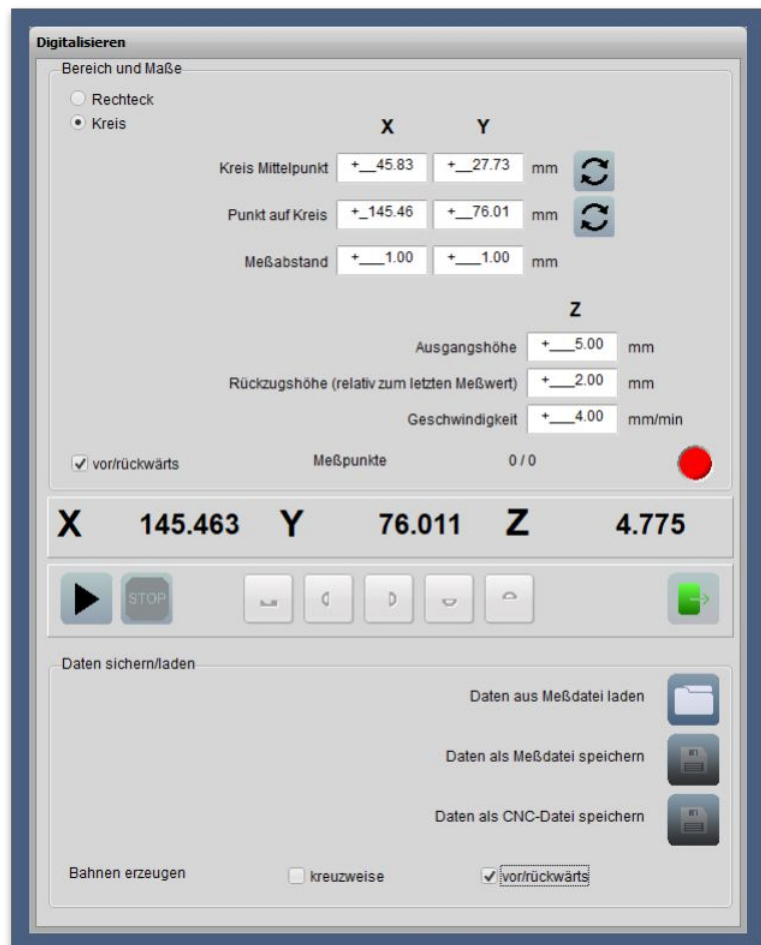 Digitalisieren
Bereich und Maße
Rechteck
Kreis
X Y
Kreis Mittelpunkt +__45.83 +__27.73 mm
Punkt auf Kreis +_145.46 +__76.01 mm
Meßabstand +___1.00 +___1.00 mm
Z
Ausgangshöhe +___5.00 mm
Rückzugshöhe (relativ zum letzten Meßwert) +___2.00 mm
Geschwindigkeit +___4.00 mm/min
vor/rückwärts Meßpunkte 0 / 0
X 145.463 Y 76.011 Z 4.775
STOP
Daten sichern/laden
Daten aus Meßdatei laden
Daten als Meßdatei speichern
Daten als CNC-Datei speichern
Bahnen erzeugen kreuzweise vor/rückwärts